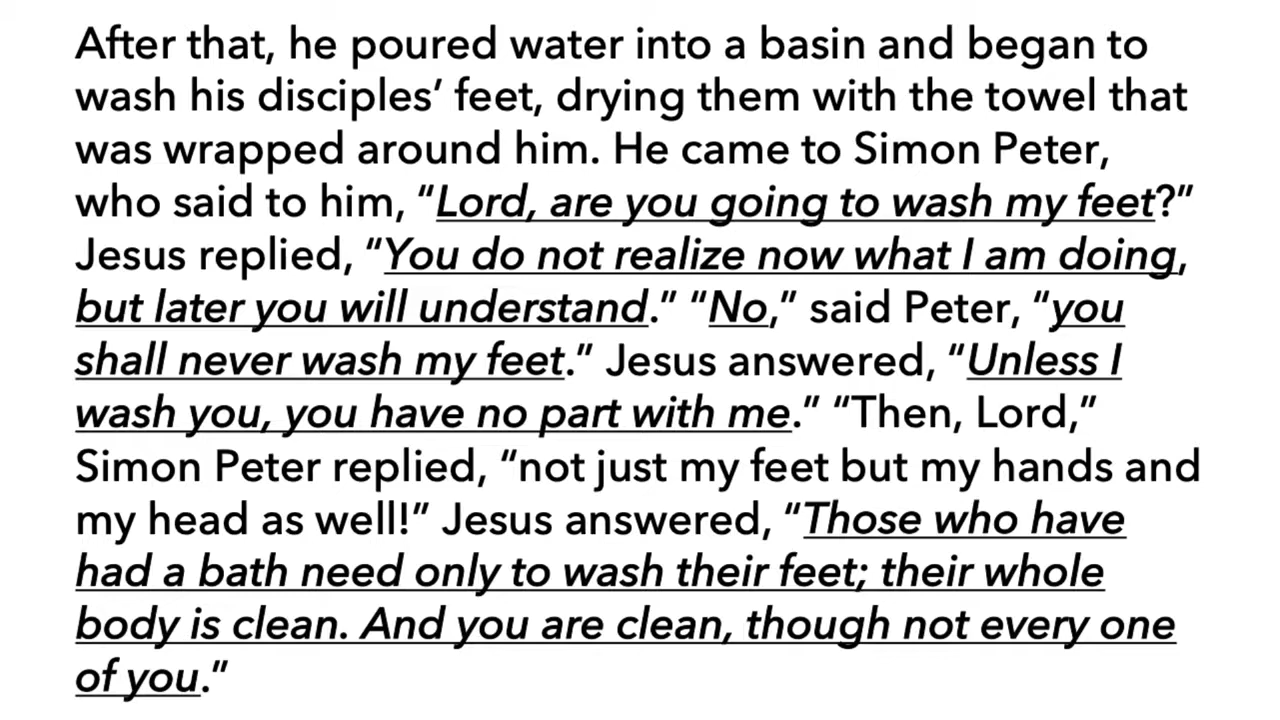 After that, he poured water into a basin and began to
wash his disciples’ feet, drying them with the towel that
was wrapped around him. He came to Simon Peter,
who said to him, “Lord, are you going to wash my feet?”
Jesus replied, “You do not realize now what I am doing,
but later you will understand.” “No,” said Peter, “you
shall never wash my feet.” Jesus answered, “Unless I
wash you, you have no part with me.” “Then, Lord,”
Simon Peter replied, “not just my feet but my hands and
my head as well!” Jesus answered, “Those who have
had a bath need only to wash their feet; their whole
body is clean. And you are clean, though not every one
of you.”